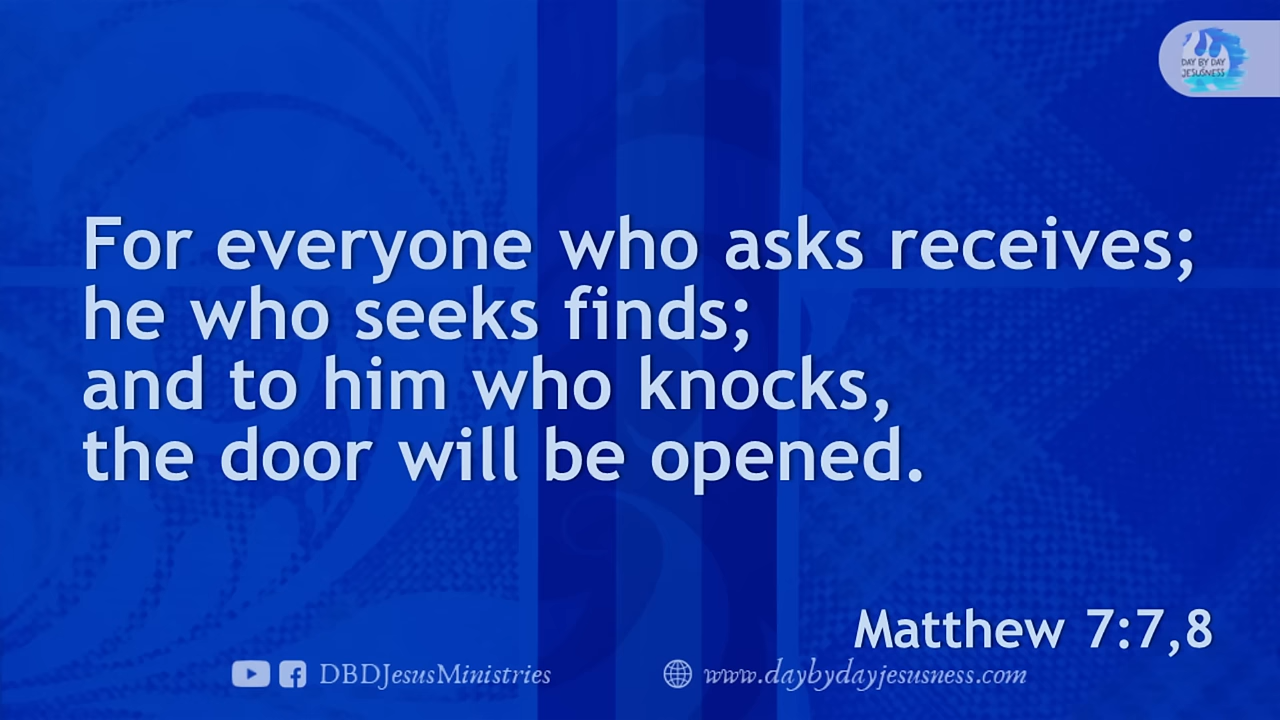 DAY BY DAY
JESUSNESS
For everyone who asks receives;
he who seeks finds;
and to him who knocks,
the door will be opened.
Matthew 7:7,8
DBDJesusMinistries
www.daybydayjesusness.com